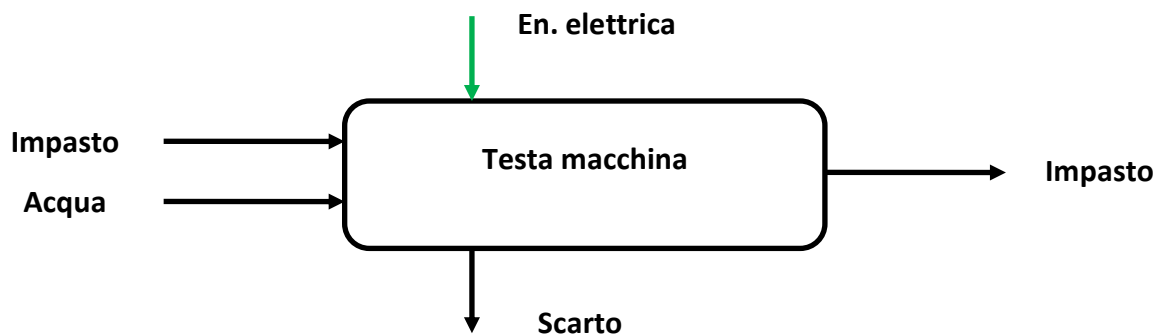 En. elettrica
Impasto
Testa macchina
Acqua
Impasto
Scarto